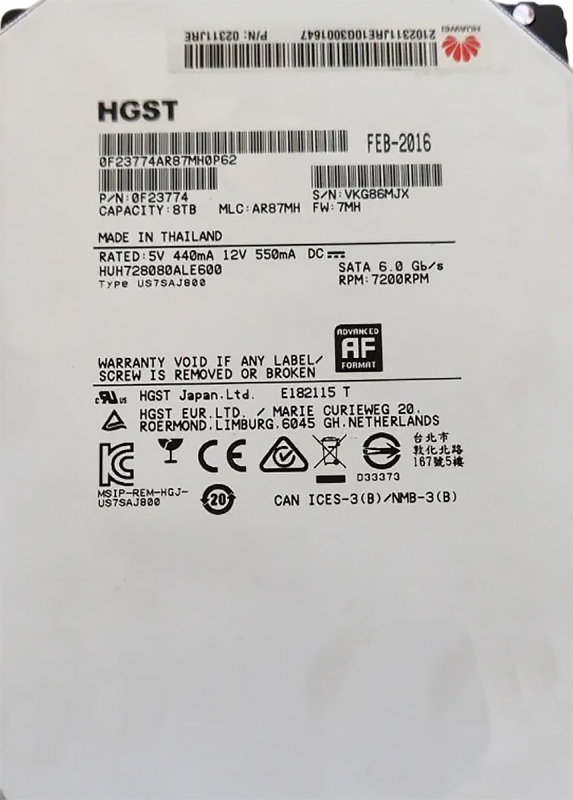 HUAWEI
2102311JRE10G3001647
P/N: 02311JRE
HGST
FEB-2016
0F23774AR87MH0P62
P/N:0F23774 S/N:VKG86MJX
CAPACITY:8TB MLC:AR87MH FW:7MH
MADE IN THAILAND
RATED:5V 440mA 12V 550mA DC
HUH728080ALE600 SATA 6.0 Gb/s
Type US7SAJ800 RPM:7200RPM
ADVANCED
AF
FORMAT
WARRANTY VOID IF ANY LABEL/
SCREW IS REMOVED OR BROKEN
c RU us HGST Japan.Ltd. E182115 T
HGST EUR.LTD. / MARIE CURIEWEG 20.
ROERMOND.LIMBURG.6045 GH.NETHERLANDS
台北市
敦化北路
167號5樓
CE
D33373
MSIP-REM-HGJ-
US7SAJ800
20
CAN ICES-3(B)/NMB-3(B)